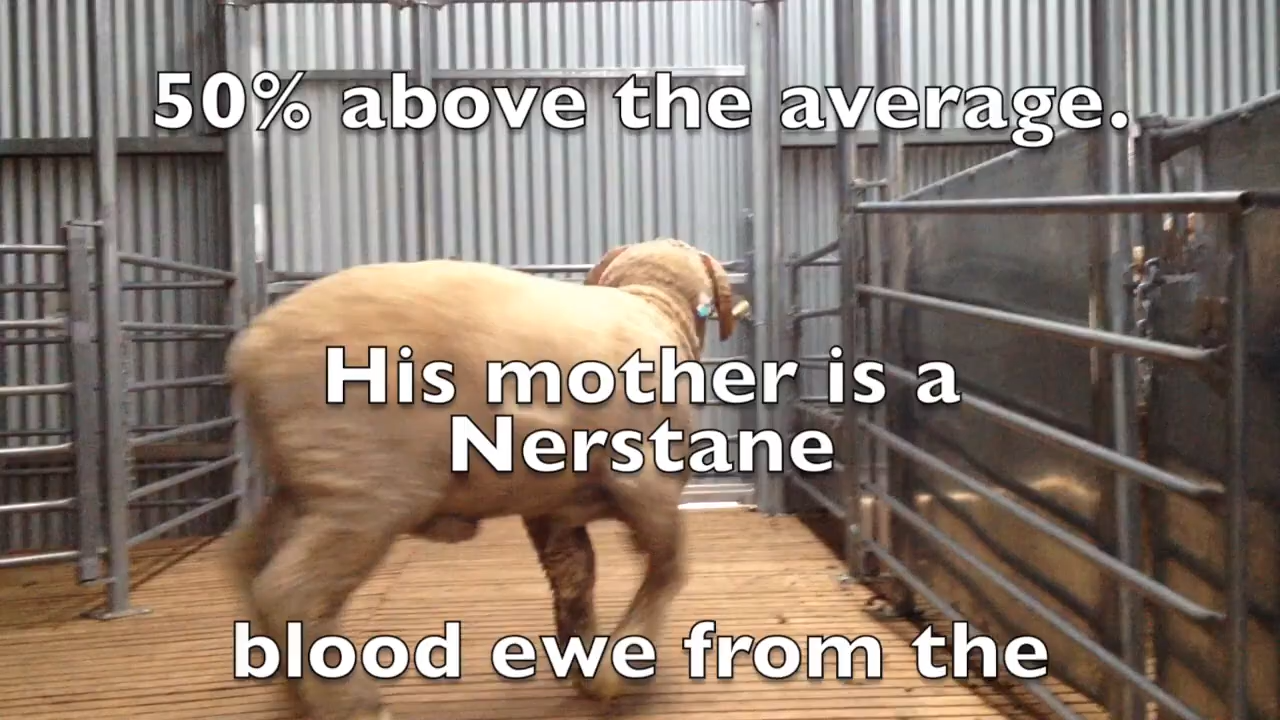 50% above the average.
His mother is a
Nerstane
blood ewe from the